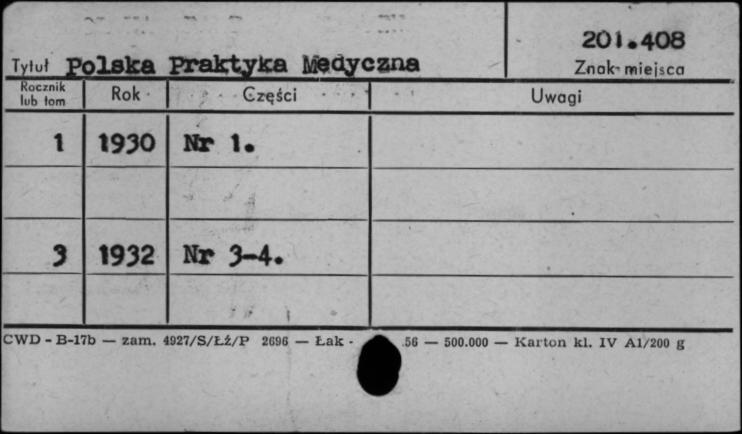 201.408
Tytuł Polska Praktyka Medyczna Znak miejsca
Rocznik lub tom Rok Części Uwagi
1 1930 Nr 1.
3 1932 Nr 3-4.
CWD - B-17b — zam. 4927/S/Łź/P 2696 — Łak - .56 — 500.000 — Karton kl. IV A1/200 g